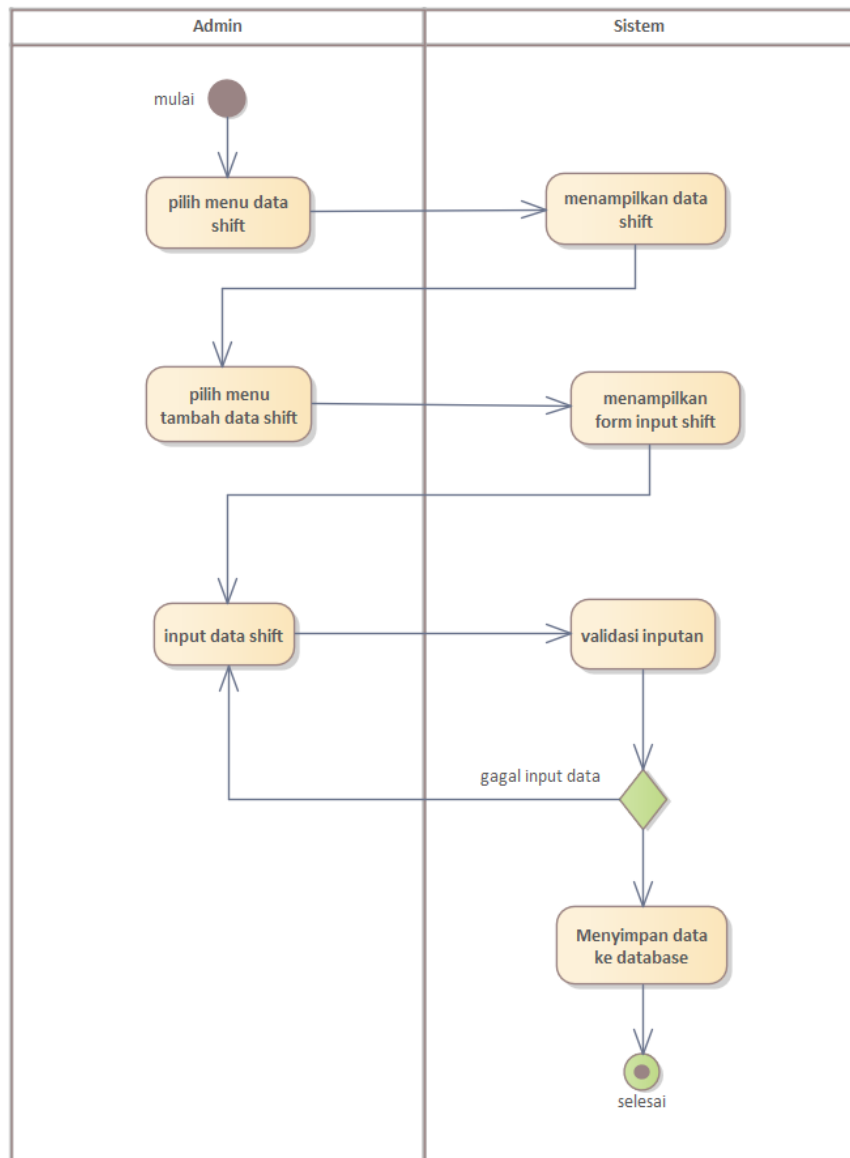 Admin
Sistem
mulai
pilih menu data
shift
menampilkan data
shift
pilih menu
tambah data shift
menampilkan
form input shift
input data shift
validasi inputan
gagal input data
Menyimpan data
ke database
selesai